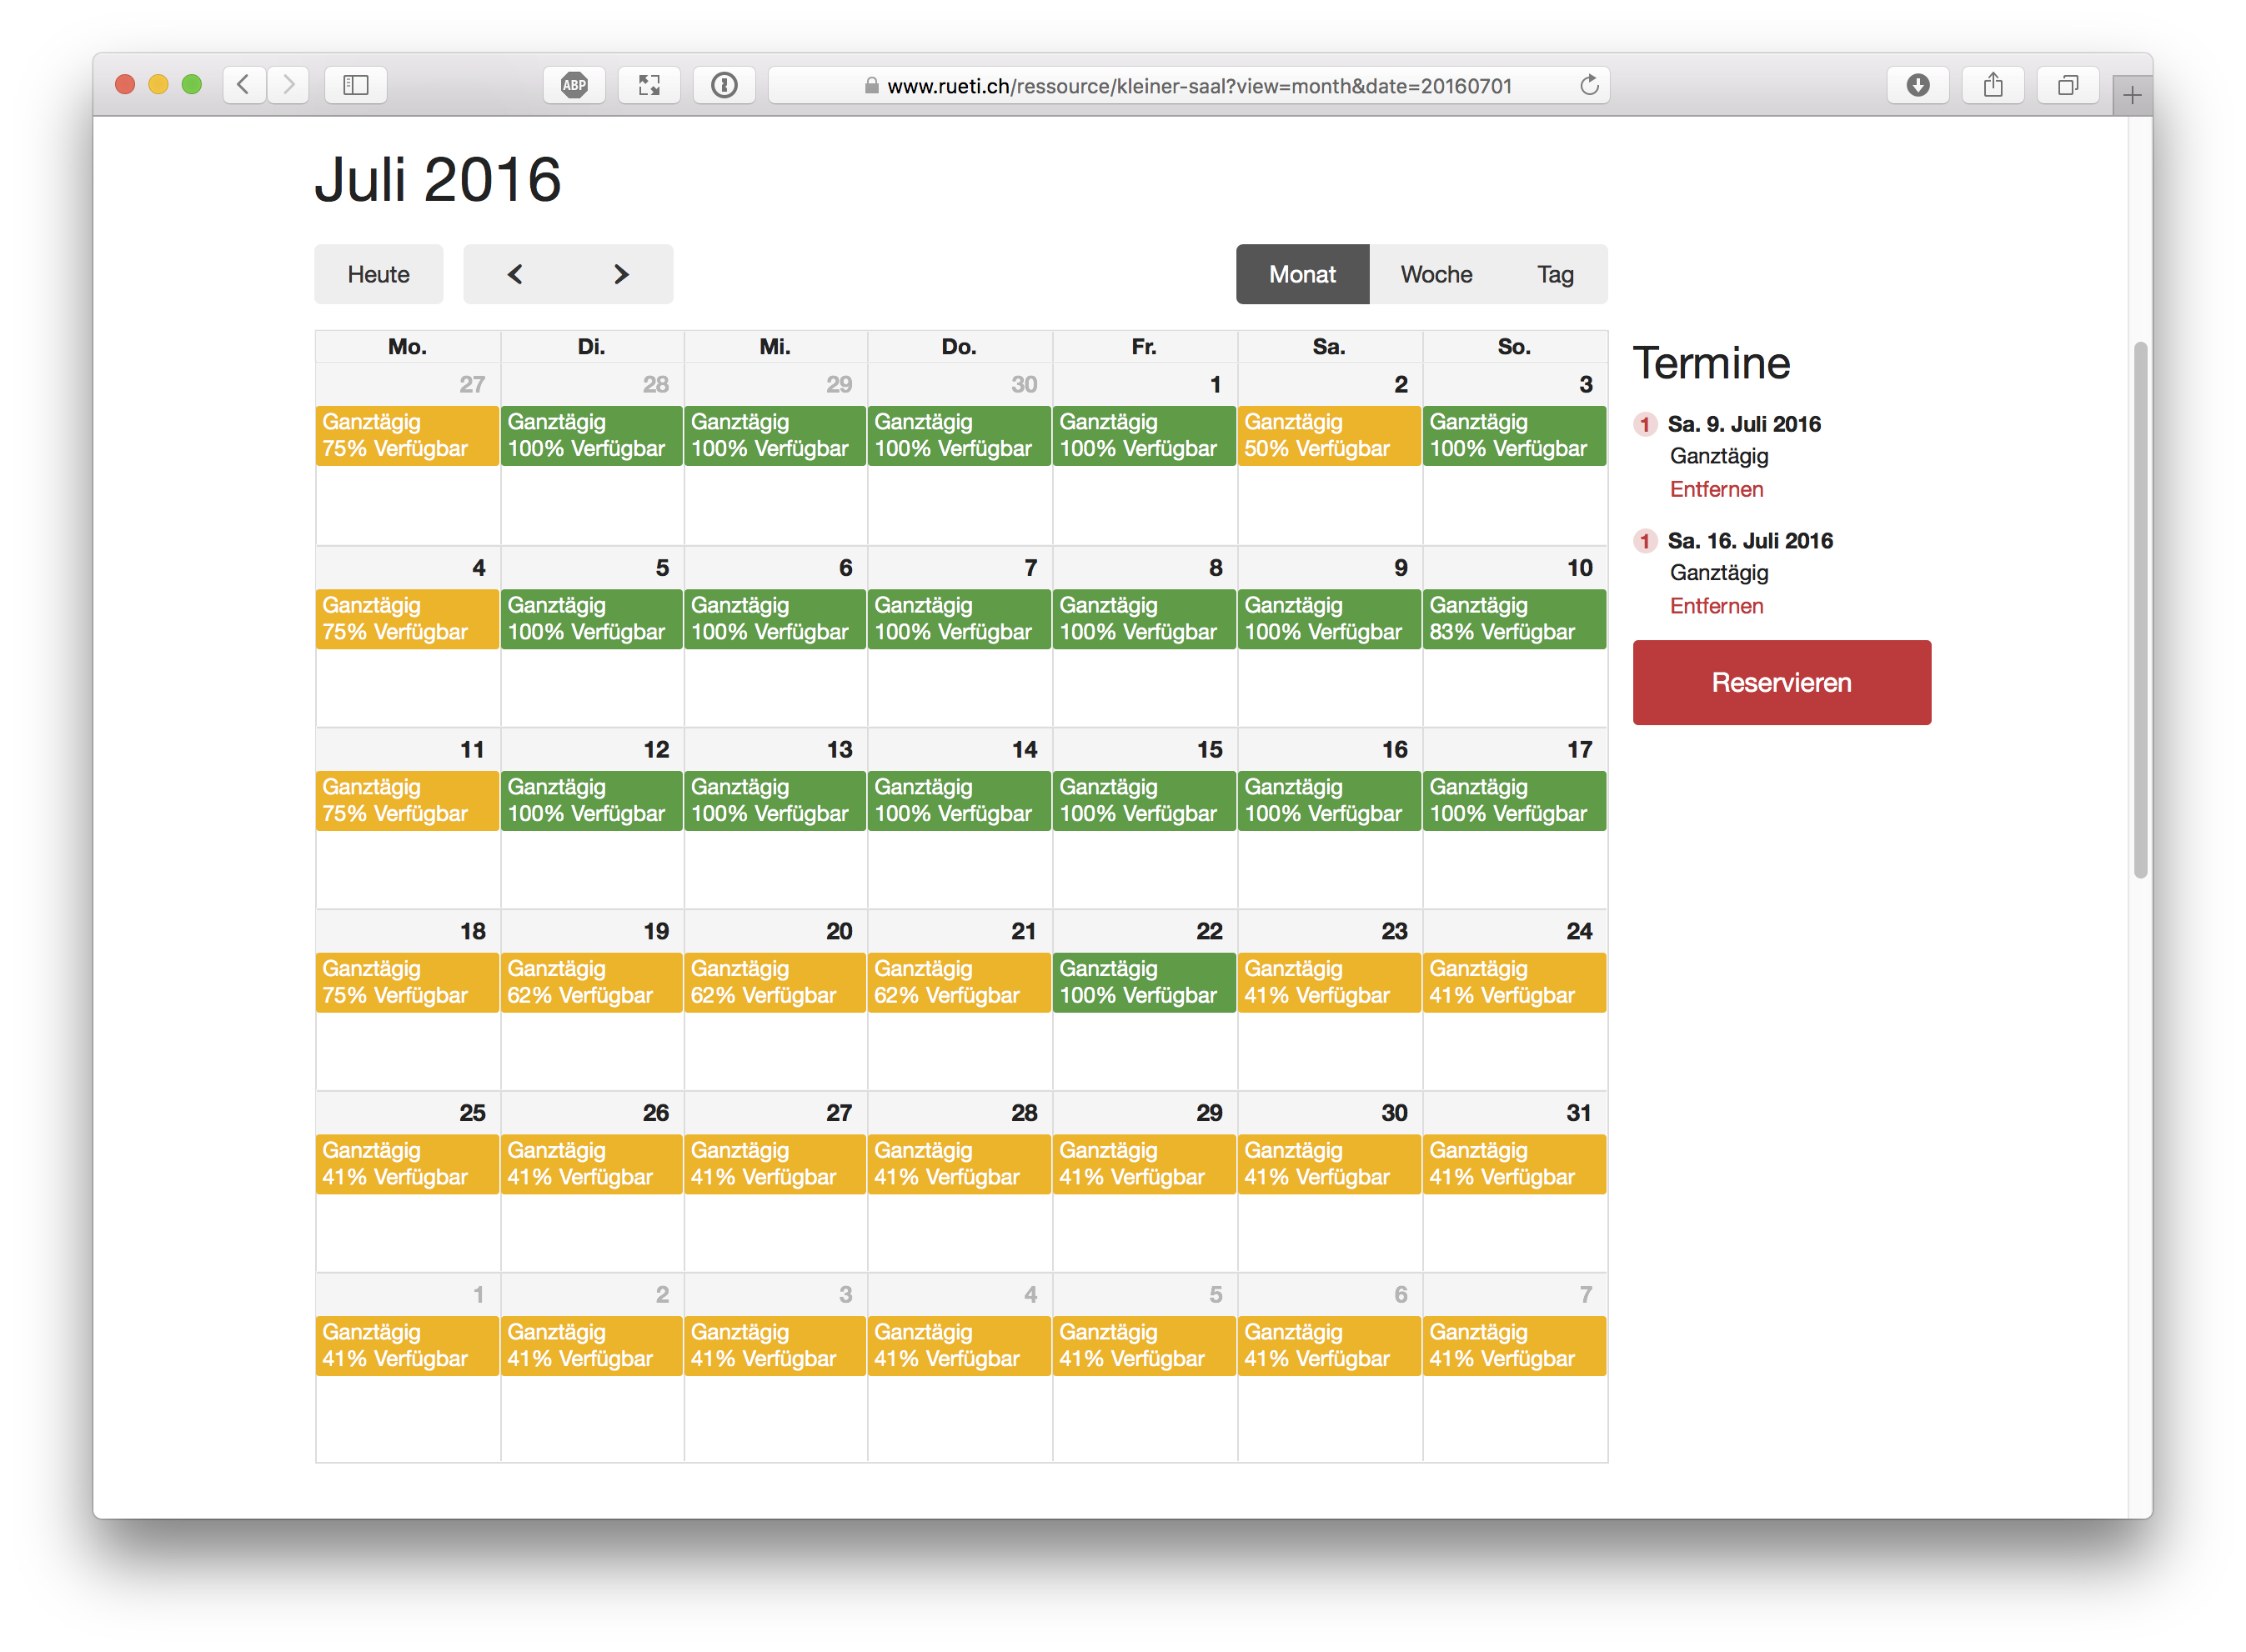 ABP
www.rueti.ch/ressource/kleiner-saal?view=month&date=20160701
Juli 2016
Heute
Monat Woche Tag
Mo. Di. Mi. Do. Fr. Sa. So.
27 28 29 30 1 2 3
Ganztägig Ganztägig Ganztägig Ganztägig Ganztägig Ganztägig Ganztägig
75% Verfügbar 100% Verfügbar 100% Verfügbar 100% Verfügbar 100% Verfügbar 50% Verfügbar 100% Verfügbar
4 5 6 7 8 9 10
Ganztägig Ganztägig Ganztägig Ganztägig Ganztägig Ganztägig Ganztägig
75% Verfügbar 100% Verfügbar 100% Verfügbar 100% Verfügbar 100% Verfügbar 100% Verfügbar 83% Verfügbar
11 12 13 14 15 16 17
Ganztägig Ganztägig Ganztägig Ganztägig Ganztägig Ganztägig Ganztägig
75% Verfügbar 100% Verfügbar 100% Verfügbar 100% Verfügbar 100% Verfügbar 100% Verfügbar 100% Verfügbar
18 19 20 21 22 23 24
Ganztägig Ganztägig Ganztägig Ganztägig Ganztägig Ganztägig Ganztägig
75% Verfügbar 62% Verfügbar 62% Verfügbar 62% Verfügbar 100% Verfügbar 41% Verfügbar 41% Verfügbar
25 26 27 28 29 30 31
Ganztägig Ganztägig Ganztägig Ganztägig Ganztägig Ganztägig Ganztägig
41% Verfügbar 41% Verfügbar 41% Verfügbar 41% Verfügbar 41% Verfügbar 41% Verfügbar 41% Verfügbar
1 2 3 4 5 6 7
Ganztägig Ganztägig Ganztägig Ganztägig Ganztägig Ganztägig Ganztägig
41% Verfügbar 41% Verfügbar 41% Verfügbar 41% Verfügbar 41% Verfügbar 41% Verfügbar 41% Verfügbar
Termine
1 Sa. 9. Juli 2016
Ganztägig
Entfernen
1 Sa. 16. Juli 2016
Ganztägig
Entfernen
Reservieren